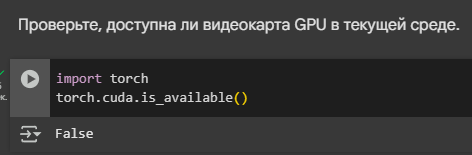 Проверьте, доступна ли видеокарта GPU в текущей среде.
import torch
torch.cuda.is_available()
False